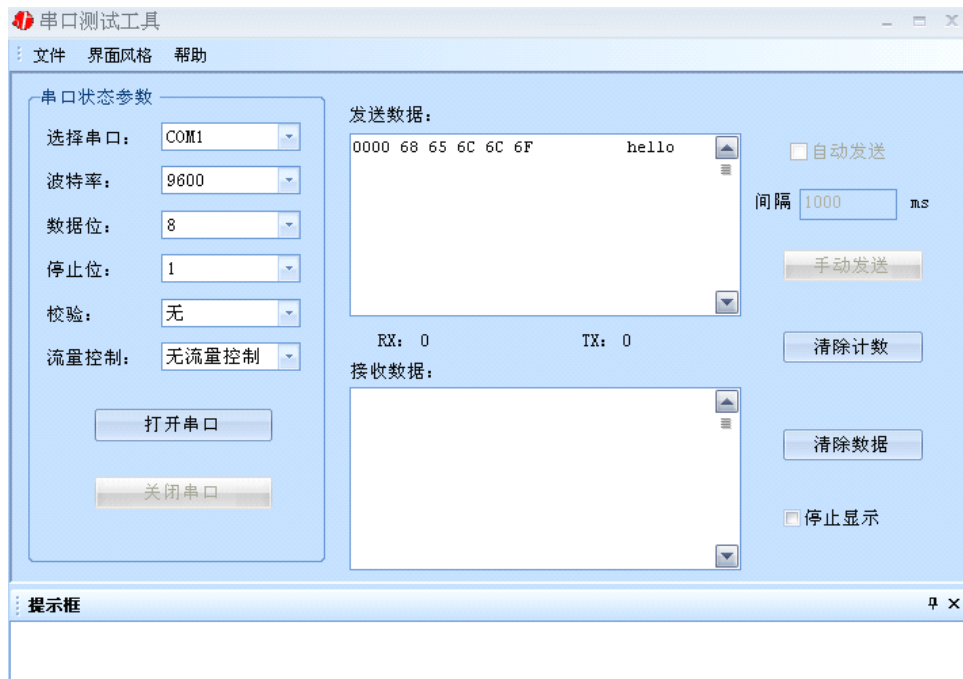 串口测试工具
文件 界面风格 帮助
串口状态参数
选择串口： COM1
波特率： 9600
数据位： 8
停止位： 1
校验： 无
流量控制： 无流量控制
打开串口
关闭串口
发送数据：
0000 68 65 6C 6C 6F hello
RX： 0 TX： 0
接收数据：
自动发送
间隔 1000 ms
手动发送
清除计数
清除数据
停止显示
提示框